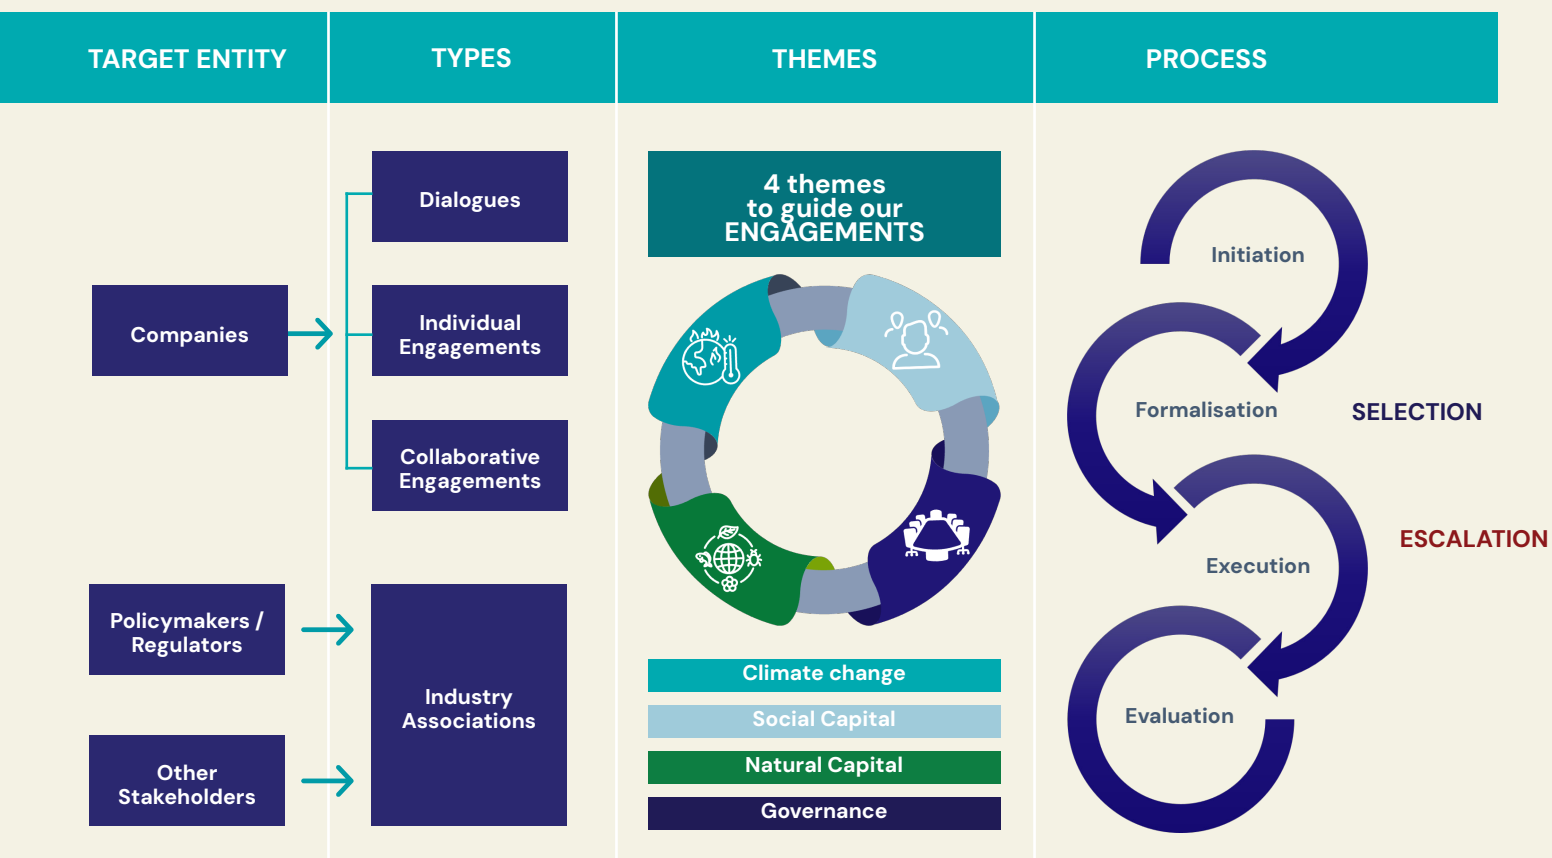 TARGET ENTITY
TYPES
THEMES
PROCESS
Companies
Policymakers /
Regulators
Other
Stakeholders
Dialogues
Individual
Engagements
Collaborative
Engagements
Industry
Associations
4 themes
to guide our
ENGAGEMENTS
Climate change
Social Capital
Natural Capital
Governance
Initiation
Formalisation
SELECTION
ESCALATION
Execution
Evaluation